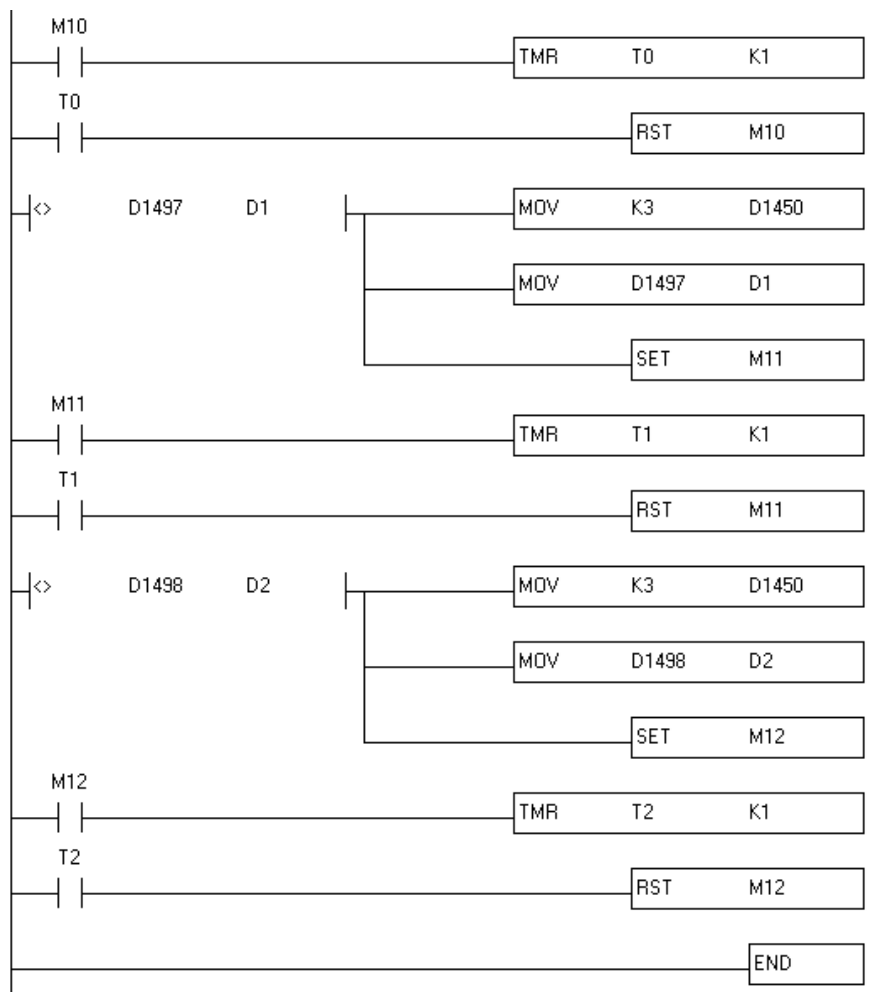 M10
TMR T0 K1
T0
RST M10
<> D1497 D1 MOV K3 D1450
MOV D1497 D1
SET M11
M11
TMR T1 K1
T1
RST M11
<> D1498 D2 MOV K3 D1450
MOV D1498 D2
SET M12
M12
TMR T2 K1
T2
RST M12
END